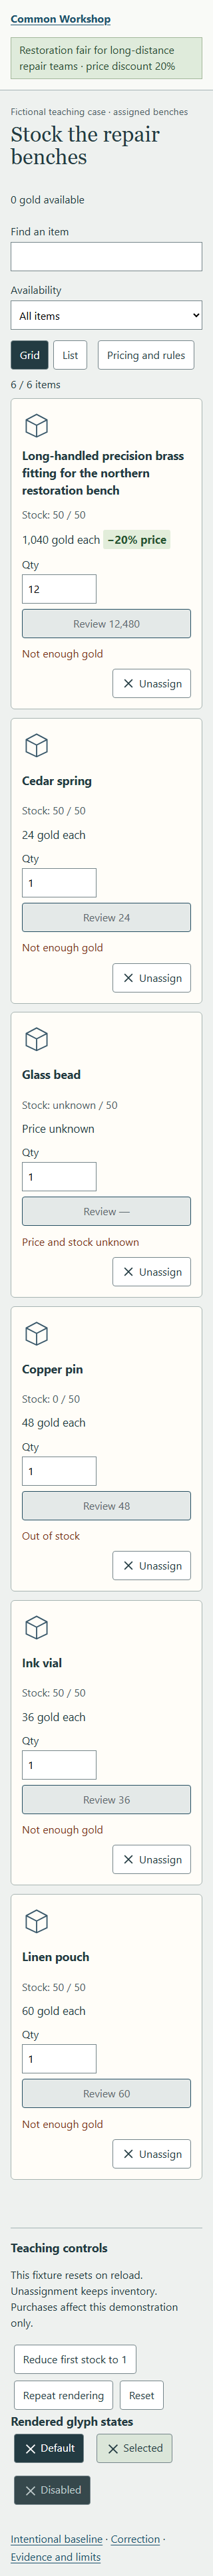 Common Workshop
Restoration fair for long-distance
repair teams · price discount 20%
Fictional teaching case · assigned benches
Stock the repair
benches
0 gold available
Find an item
Availability
All items
Grid List Pricing and rules
6 / 6 items
Long-handled precision brass
fitting for the northern
restoration bench
Stock: 50 / 50
1,040 gold each −20% price
Qty
12
Review 12,480
Not enough gold
Unassign
Cedar spring
Stock: 50 / 50
24 gold each
Qty
1
Review 24
Not enough gold
Unassign
Glass bead
Stock: unknown / 50
Price unknown
Qty
1
Review —
Price and stock unknown
Unassign
Copper pin
Stock: 0 / 50
48 gold each
Qty
1
Review 48
Out of stock
Unassign
Ink vial
Stock: 50 / 50
36 gold each
Qty
1
Review 36
Not enough gold
Unassign
Linen pouch
Stock: 50 / 50
60 gold each
Qty
1
Review 60
Not enough gold
Unassign
Teaching controls
This fixture resets on reload.
Unassignment keeps inventory.
Purchases affect this demonstration
only.
Reduce first stock to 1
Repeat rendering Reset
Rendered glyph states
Default Selected
Disabled
Intentional baseline · Correction ·
Evidence and limits